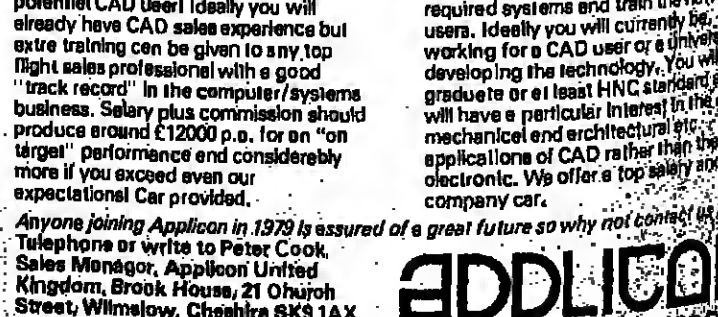 potential CAD user! Ideally you will
already have CAD sales experience but
extra training can be given to any top
flight sales professional with a good
"track record" in the computer/systems
business. Salary plus commission should
produce around £12000 p.a. for an "on
target" performance and considerably
more if you exceed even our
expectations! Car provided.
required systems and train the
users. Ideally you will currently be
working for a CAD user or a
developing the technology. You will
graduate or at least HNC standard
will have a particular interest in the
mechanical and architectural etc.
applications of CAD rather than the
electronic. We offer a top salary and
company car.
Anyone joining Applicon in 1979 is assured of a great future so why not contact us
Telephone or write to Peter Cook,
Sales Manager, Applicon United
Kingdom, Brook House, 21 Church
Street, Wilmslow, Cheshire SK9 1AX
APPLICON